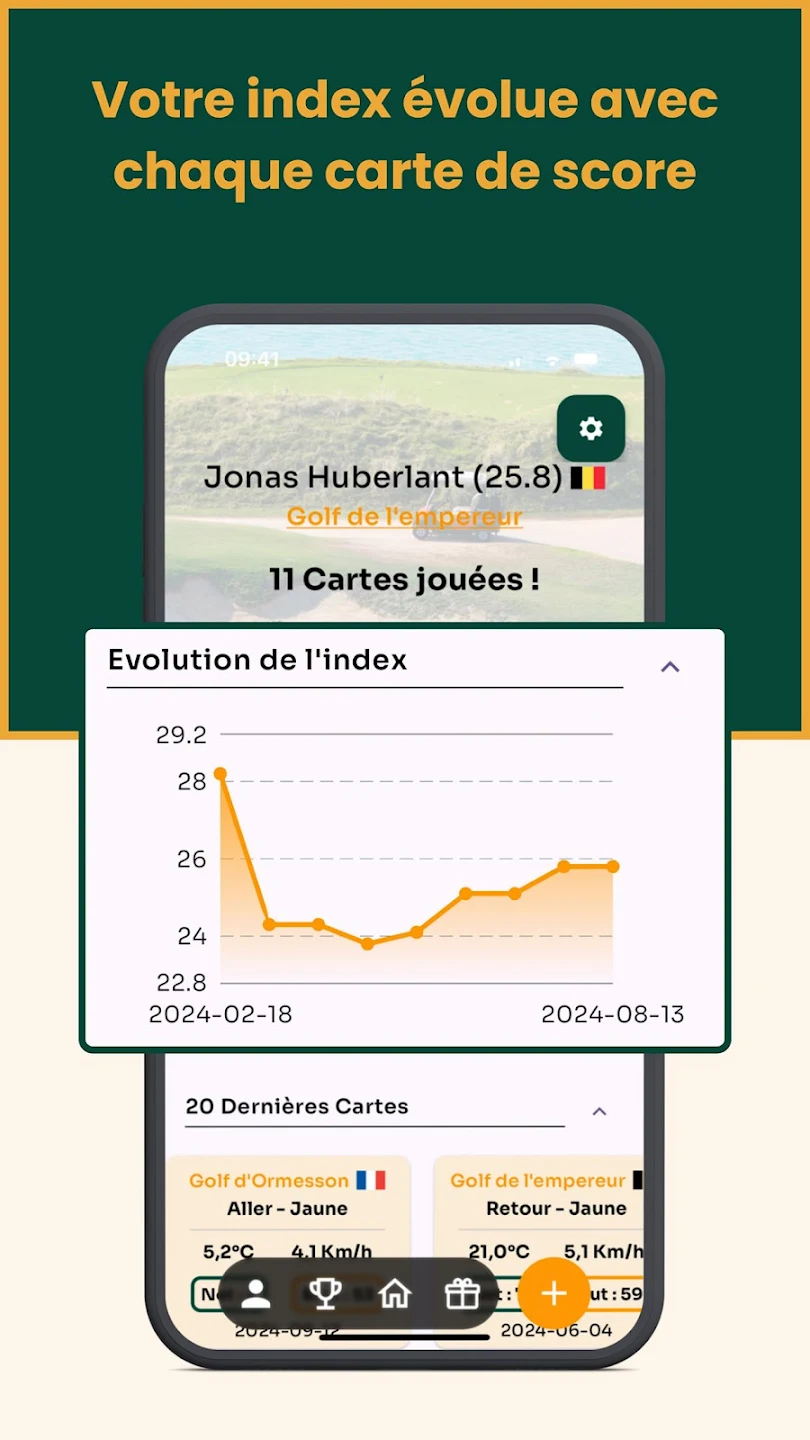 Votre index évolue avec
chaque carte de score
09:41
Jonas Huberlant (25.8)
Golf de l'empereur
11 Cartes jouées !
Evolution de l'index
29.2
28
26
24
22.8
2024-02-18 2024-08-13
20 Dernières Cartes
Golf d'Ormesson
Aller - Jaune
5,2°C 4,1 Km/h
2024-09-12
Golf de l'empereur
Retour - Jaune
21,0°C 5,1 Km/h
ut : 59
2024-06-04